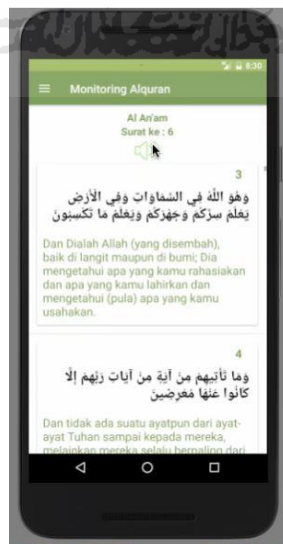 8:30
Monitoring Alquran
Al An'am
Surat ke : 6
3
وَهُوَ اللَّهُ فِي السَّمَاوَاتِ وَفِي الْأَرْضِ
يَعْلَمُ سِرَّكُمْ وَجَهْرَكُمْ وَيَعْلَمُ مَا تَكْسِبُونَ
Dan Dialah Allah (yang disembah),
baik di langit maupun di bumi; Dia
mengetahui apa yang kamu rahasiakan
dan apa yang kamu lahirkan dan
mengetahui (pula) apa yang kamu
usahakan.
4
وَمَا تَأْتِيهِمْ مِنْ آيَةٍ مِنْ آيَاتِ رَبِّهِمْ إِلَّا
كَانُوا عَنْهَا مُعْرِضِينَ
Dan tidak ada suatu ayatpun dari ayat-
ayat Tuhan sampai kepada mereka,
melainkan mereka selalu berpaling dari